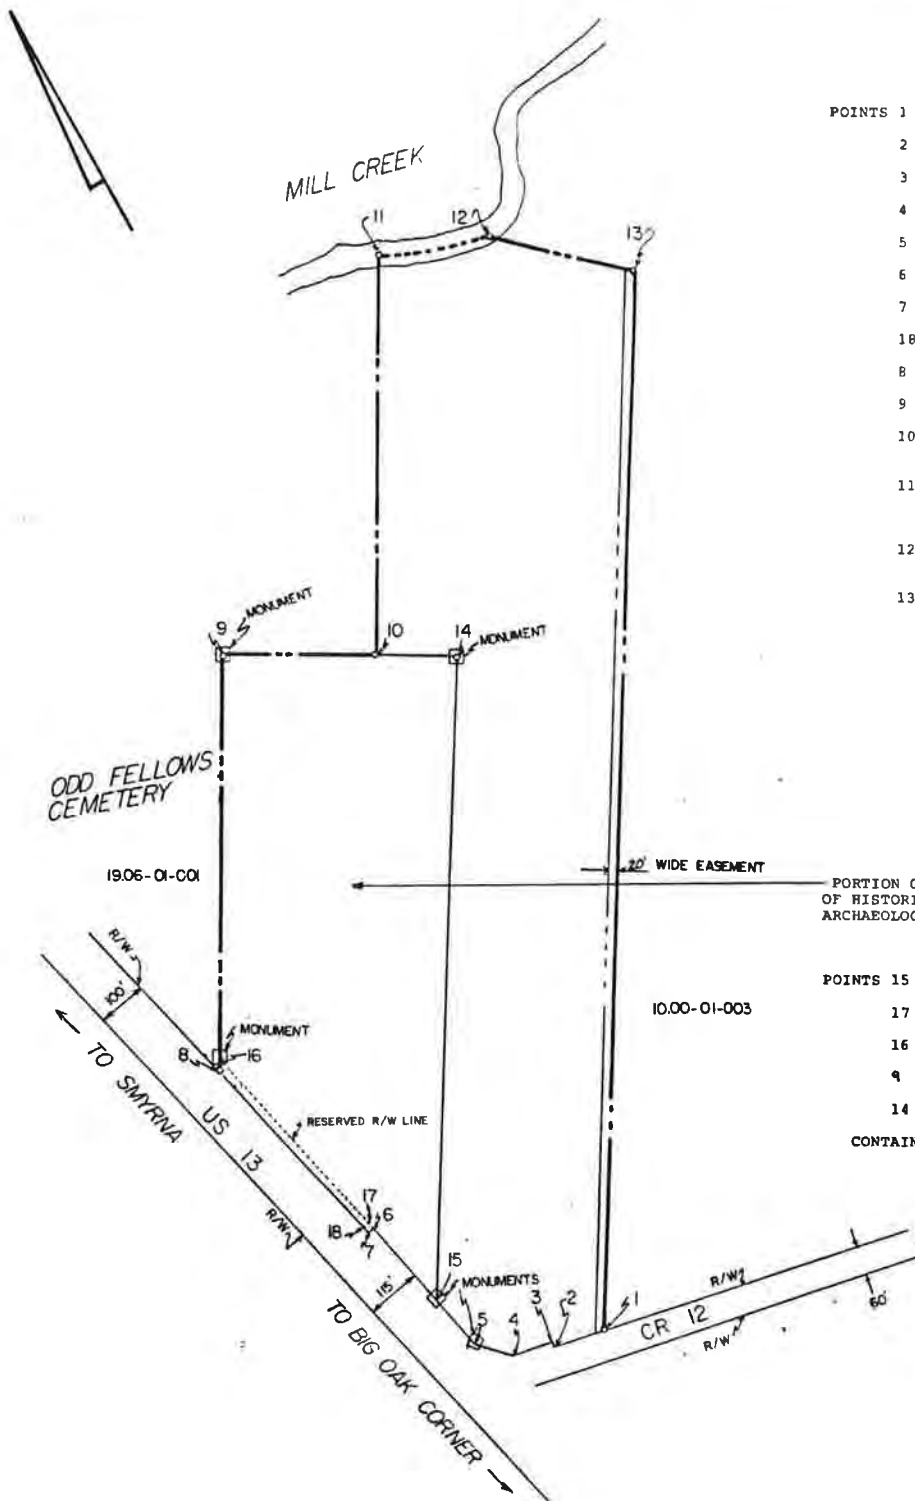 MILL CREEK
11
12
13
POINTS 1
2
3
4
5
6
7
18
8
9
10
11
12
13
9
MONUMENT
10
14
MONUMENT
ODD FELLOWS
CEMETERY
19.06-01-C01
20' WIDE EASEMENT
PORTION O
OF HISTORI
ARCHAEOLOG
10.00-01-003
POINTS 15
17
16
9
14
CONTAIN
R/W
100'
MONUMENT
8
16
TO SMYRNA
US 13
RESERVED R/W LINE
17
6
18
7
R/W
115'
15
MONUMENTS
5
4
3
2
1
R/W
CR 12
R/W
60'
TO BIG OAK CORNER